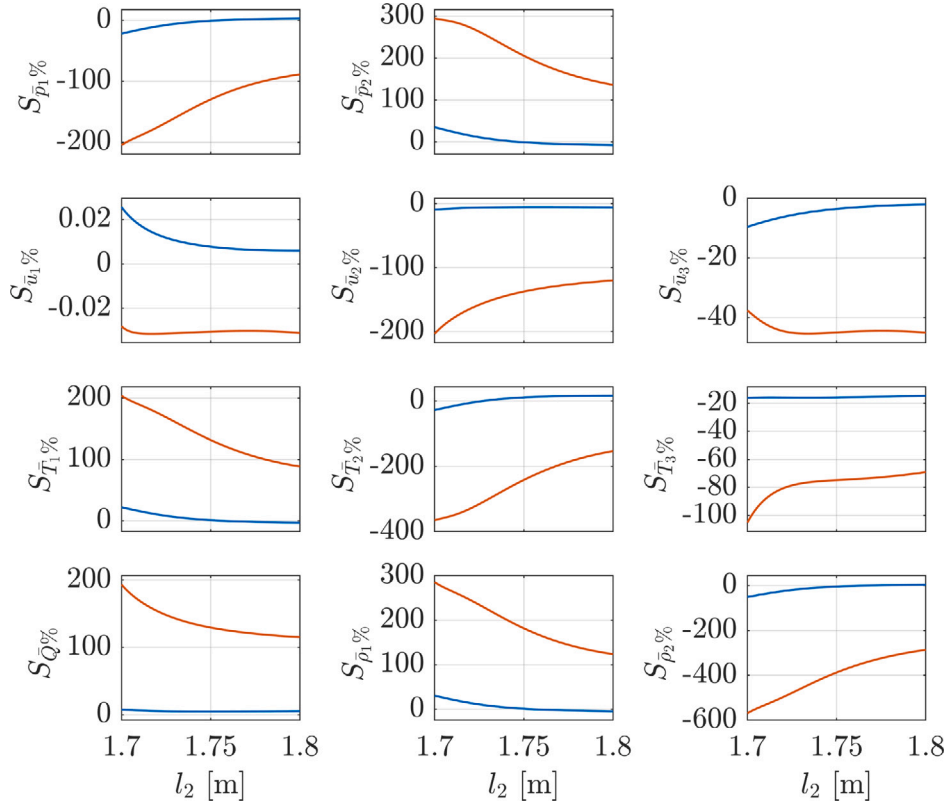 S_{\bar{p}_1}% 0 -100 -200
S_{\bar{p}_2}% 300 200 100 0
S_{\bar{u}_1}% 0.02 0 -0.02
S_{\bar{u}_2}% 0 -100 -200
S_{\bar{u}_3}% 0 -20 -40
S_{\bar{T}_1}% 200 100 0
S_{\bar{T}_2}% 0 -200 -400
S_{\bar{T}_3}% -20 -40 -60 -80 -100
S_{\bar{Q}}% 200 100 0
S_{\bar{ρ}_1}% 300 200 100 0
S_{\bar{ρ}_2}% 0 -200 -400 -600
1.7 1.75 1.8
l_2 [m]
1.7 1.75 1.8
l_2 [m]
1.7 1.75 1.8
l_2 [m]